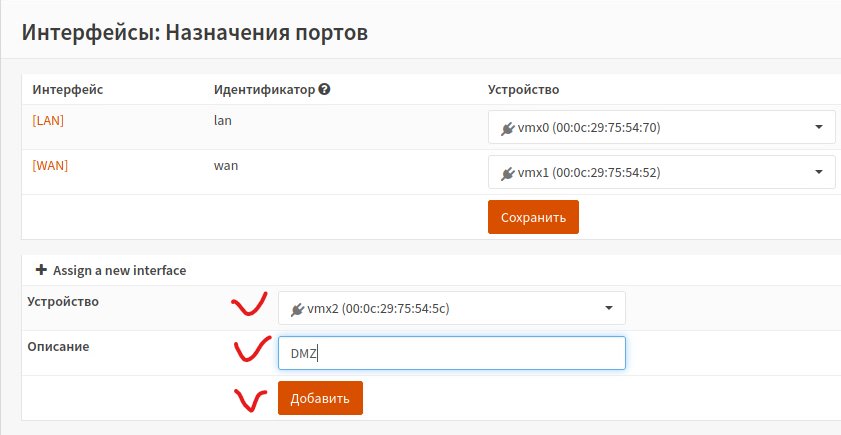 Интерфейсы: Назначения портов
Интерфейс Идентификатор ? Устройство
[LAN] lan vmx0 (00:0c:29:75:54:70)
[WAN] wan vmx1 (00:0c:29:75:54:52)
Сохранить
+ Assign a new interface
Устройство vmx2 (00:0c:29:75:54:5c)
Описание DMZ
Добавить